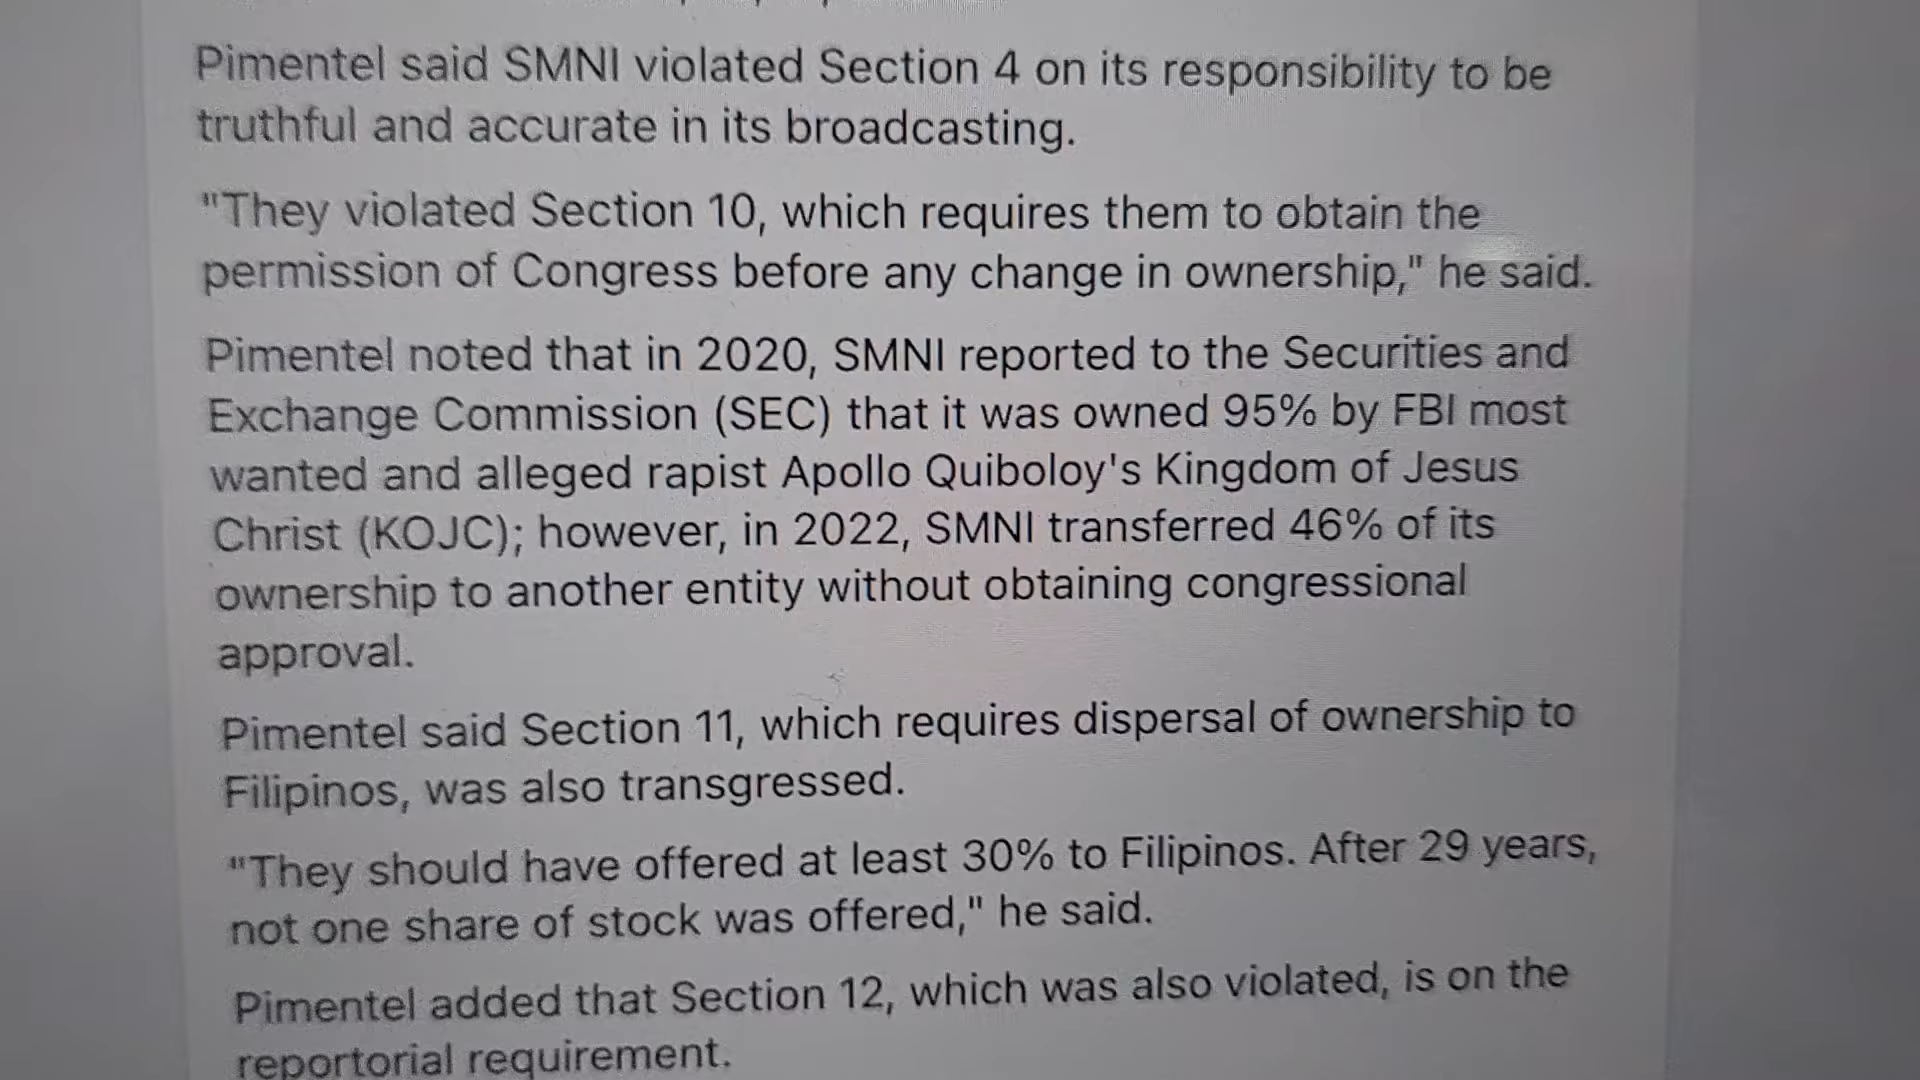 Pimentel said SMNI violated Section 4 on its responsibility to be
truthful and accurate in its broadcasting.
"They violated Section 10, which requires them to obtain the
permission of Congress before any change in ownership," he said.
Pimentel noted that in 2020, SMNI reported to the Securities and
Exchange Commission (SEC) that it was owned 95% by FBI most
wanted and alleged rapist Apollo Quiboloy's Kingdom of Jesus
Christ (KOJC); however, in 2022, SMNI transferred 46% of its
ownership to another entity without obtaining congressional
approval.
Pimentel said Section 11, which requires dispersal of ownership to
Filipinos, was also transgressed.
"They should have offered at least 30% to Filipinos. After 29 years,
not one share of stock was offered," he said.
Pimentel added that Section 12, which was also violated, is on the
reportorial requirement.